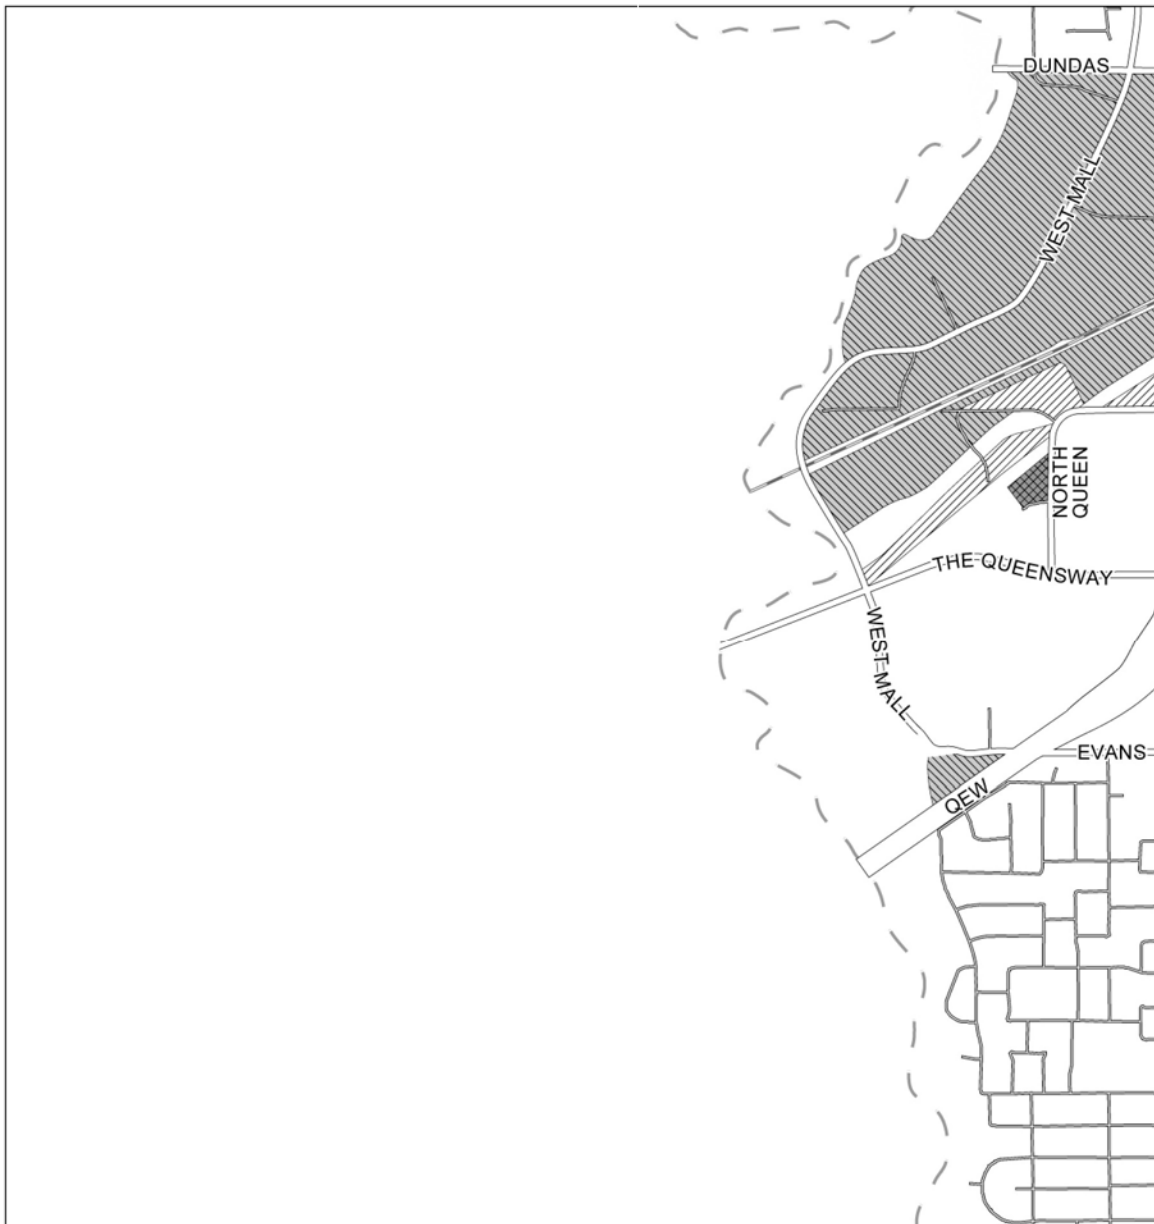 DUNDAS
WEST MALL
NORTH
QUEEN
THE QUEENSWAY
WEST MALL
EVANS
QEW